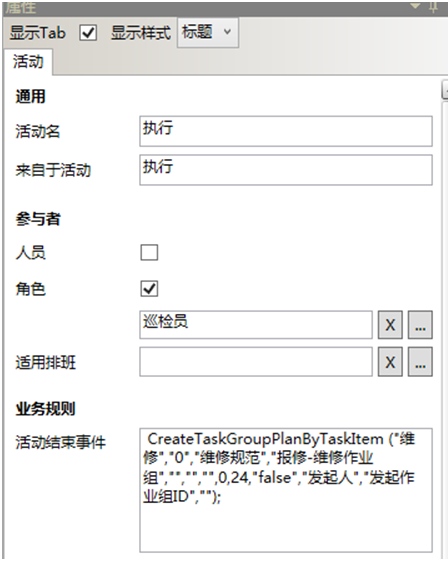 属性
显示Tab 显示样式 标题
活动
通用
活动名 执行
来自于活动 执行
参与者
人员
角色
巡检员 X ...
适用排班 X ...
业务规则
活动结束事件 CreateTaskGroupPlanByTaskItem ("维
修","0","维修规范","报修-维修作业
组","","","",0,24,"false","发起人","发起作
业组ID","");